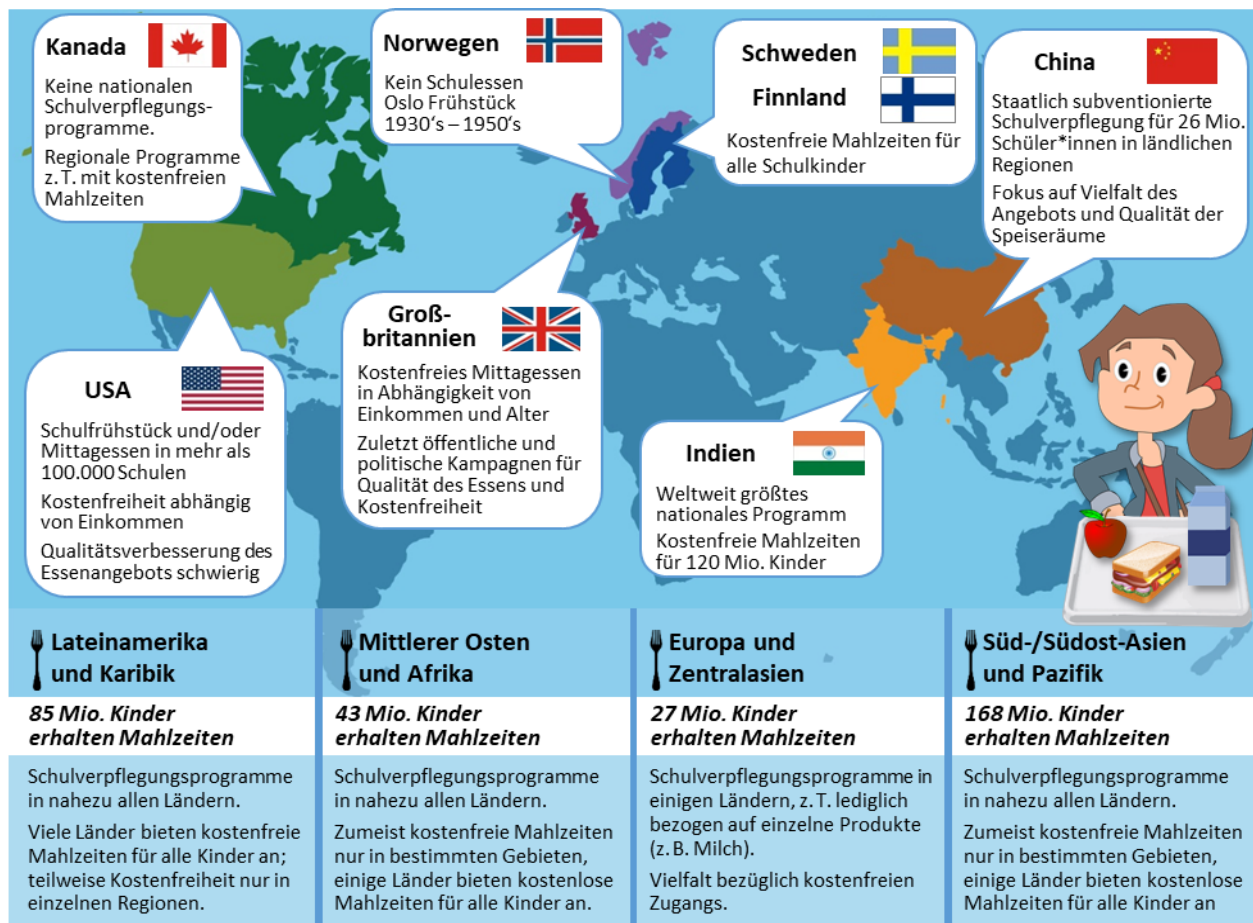 Kanada
Keine nationalen
Schulverpflegungs-
programme.
Regionale Programme
z. T. mit kostenfreien
Mahlzeiten
Norwegen
Kein Schulessen
Oslo Frühstück
1930‘s – 1950‘s
Schweden
Finnland
Kostenfreie Mahlzeiten für
alle Schulkinder
China
Staatlich subventionierte
Schulverpflegung für 26 Mio.
Schüler*innen in ländlichen
Regionen
Fokus auf Vielfalt des
Angebots und Qualität der
Speiseräume
USA
Schulfrühstück und/oder
Mittagessen in mehr als
100.000 Schulen
Kostenfreiheit abhängig
von Einkommen
Qualitätsverbesserung des
Essenangebots schwierig
Groß-
britannien
Kostenfreies Mittagessen
in Abhängigkeit von
Einkommen und Alter
Zuletzt öffentliche und
politische Kampagnen für
Qualität des Essens und
Kostenfreiheit
Indien
Weltweit größtes
nationales Programm
Kostenfreie Mahlzeiten
für 120 Mio. Kinder
Lateinamerika
und Karibik
85 Mio. Kinder
erhalten Mahlzeiten
Schulverpflegungsprogramme
in nahezu allen Ländern.
Viele Länder bieten kostenfreie
Mahlzeiten für alle Kinder an;
teilweise Kostenfreiheit nur in
einzelnen Regionen.
Mittlerer Osten
und Afrika
43 Mio. Kinder
erhalten Mahlzeiten
Schulverpflegungsprogramme
in nahezu allen Ländern.
Zumeist kostenfreie Mahlzeiten
nur in bestimmten Gebieten,
einige Länder bieten kostenlose
Mahlzeiten für alle Kinder an.
Europa und
Zentralasien
27 Mio. Kinder
erhalten Mahlzeiten
Schulverpflegungsprogramme in
einigen Ländern, z. T. lediglich
bezogen auf einzelne Produkte
(z. B. Milch).
Vielfalt bezüglich kostenfreien
Zugangs.
Süd-/Südost-Asien
und Pazifik
168 Mio. Kinder
erhalten Mahlzeiten
Schulverpflegungsprogramme
in nahezu allen Ländern.
Zumeist kostenfreie Mahlzeiten
nur in bestimmten Gebieten,
einige Länder bieten kostenlose
Mahlzeiten für alle Kinder an